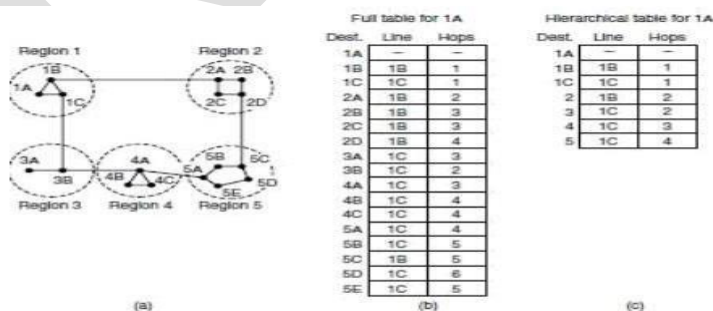 Region 1
Region 2
1B
1A
1C
2A 2B
2C 2D
3A
3B
4A
4B
4C
5A
5B
5C
5D
5E
Region 3 Region 4 Region 5
(a)
Full table for 1A
Dest. Line Hops
1A – –
1B 1B 1
1C 1C 1
2A 1B 2
2B 1B 3
2C 1B 3
2D 1B 4
3A 1C 3
3B 1C 2
4A 1C 3
4B 1C 4
4C 1C 4
5A 1C 4
5B 1C 5
5C 1B 5
5D 1C 6
5E 1C 5
(b)
Hierarchical table for 1A
Dest. Line Hops
1A – –
1B 1B 1
1C 1C 1
2 1B 2
3 1C 2
4 1C 3
5 1C 4
(c)